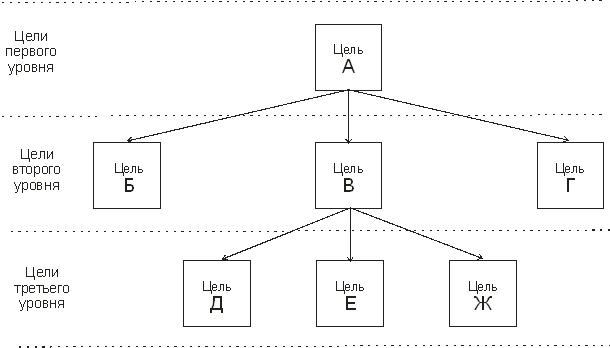 Цели
первого
уровня
Цель
А
Цели
второго
уровня
Цель
Б
Цель
В
Цель
Г
Цели
третьего
уровня
Цель
Д
Цель
Е
Цель
Ж